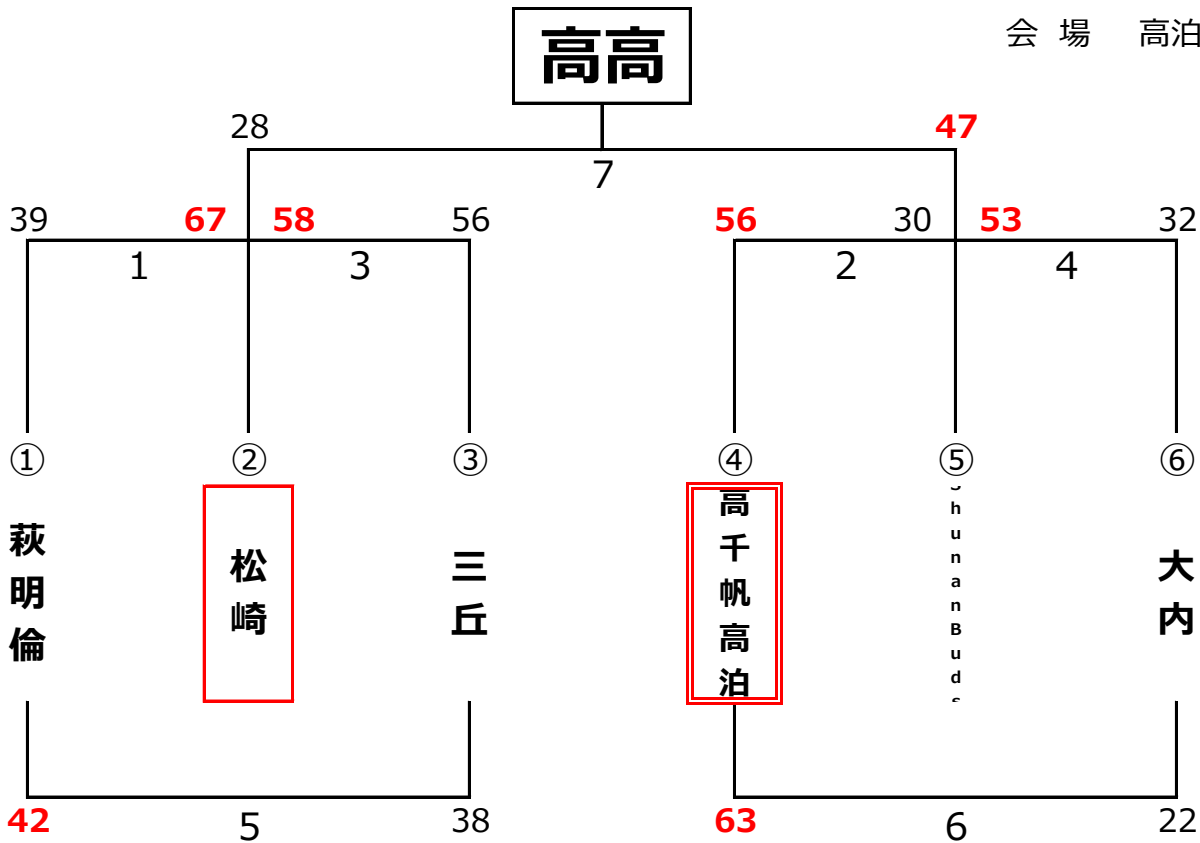 会場 高泊
高高
28 47
7
39 67 58 56 56 30 53 32
1 3 2 4
① ② ③ ④ ⑤ ⑥
萩明倫
松崎
三丘
高千帆高泊
ShunanBuds
大内
42 5 38 63 6 22